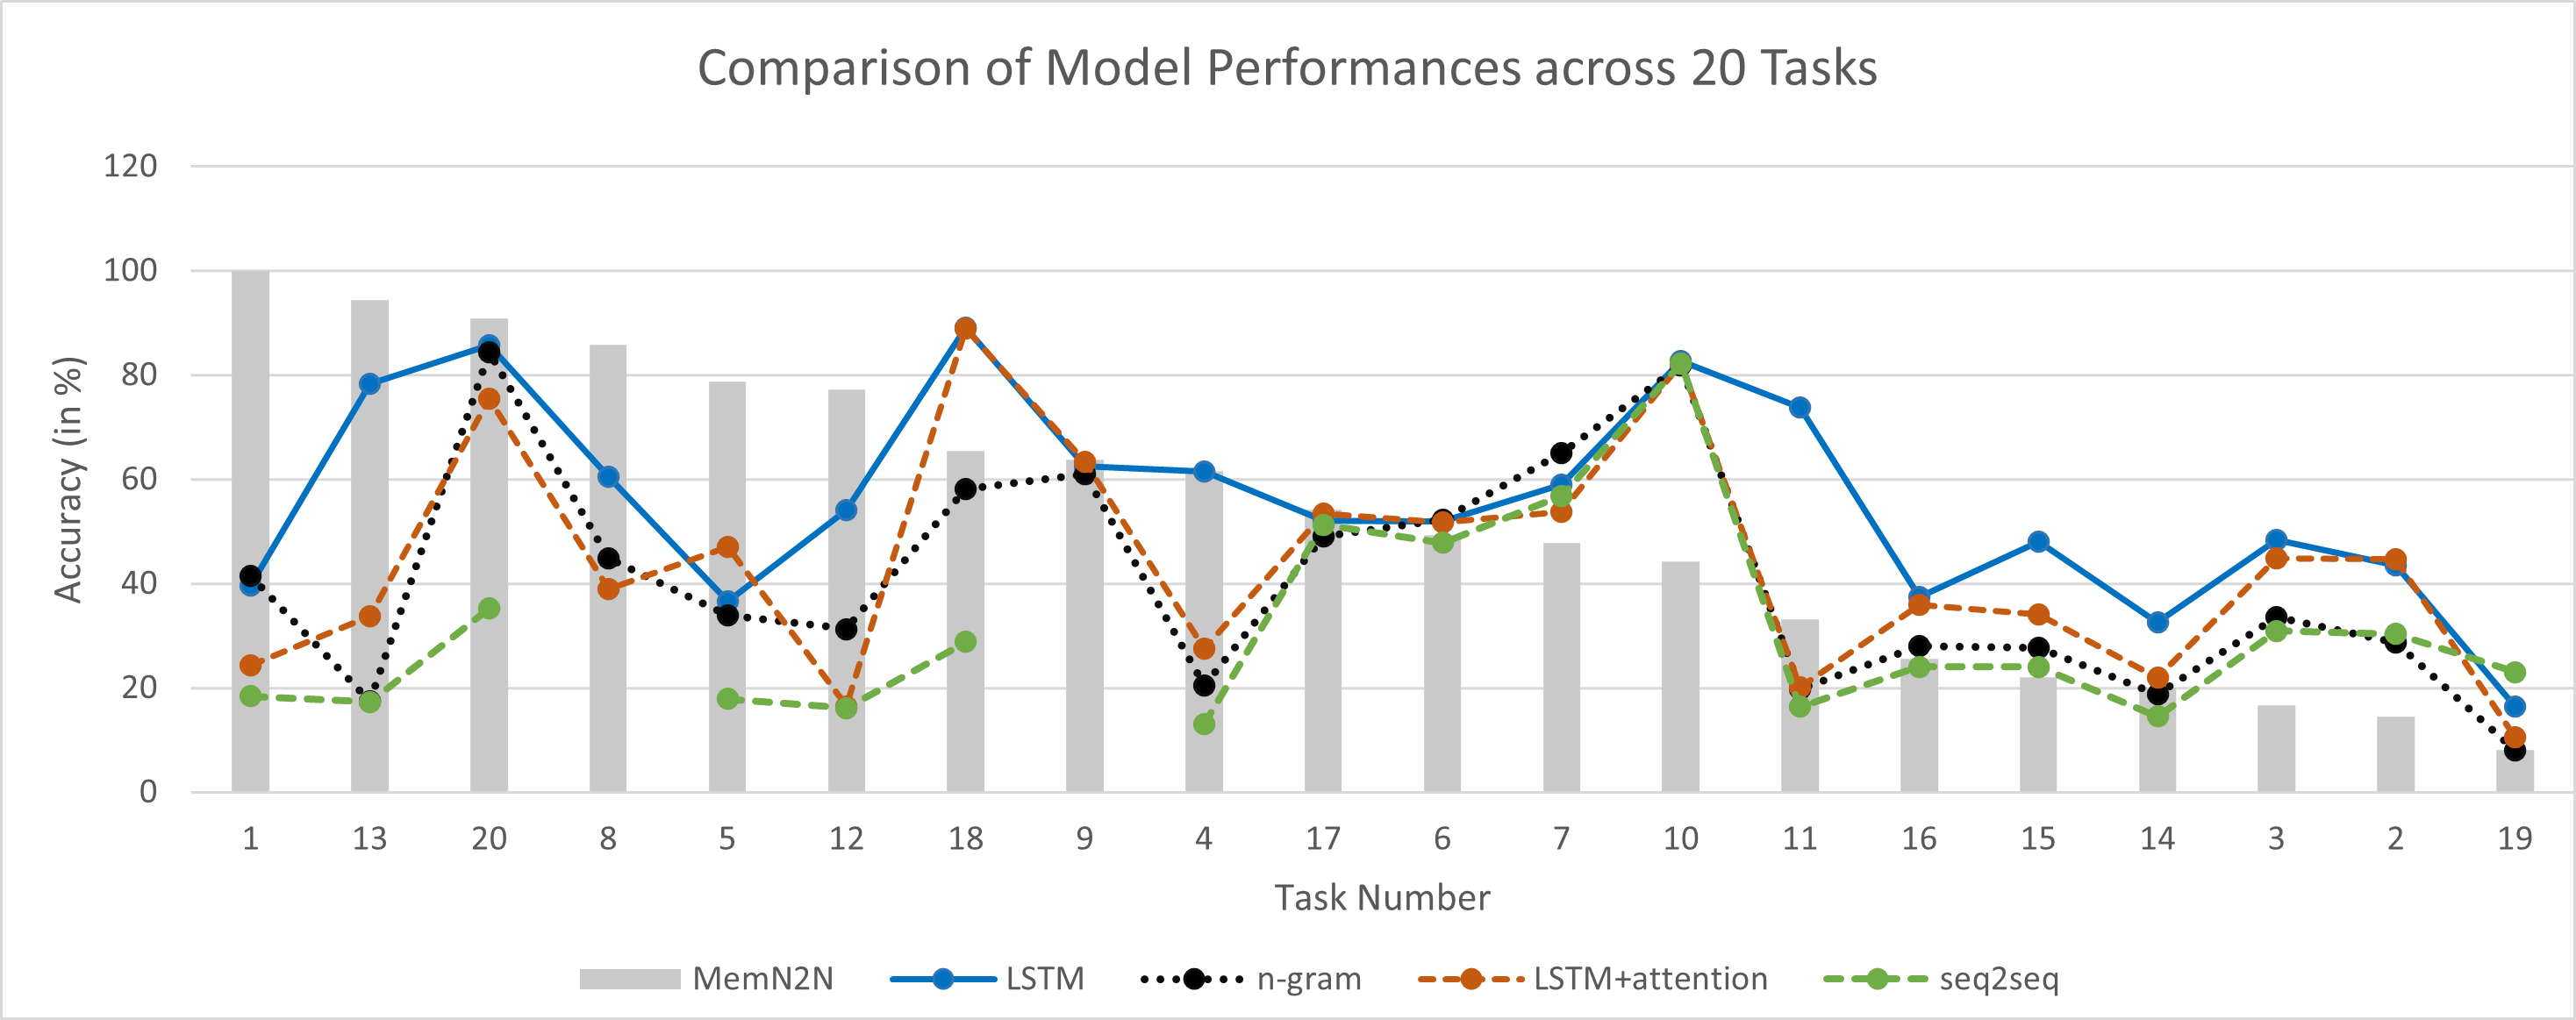 Comparison of Model Performances across 20 Tasks
120
100
80
60
40
20
0
Accuracy (in %)
1 13 20 8 5 12 18 9 4 17 6 7 10 11 16 15 14 3 2 19
Task Number
MemN2N LSTM n-gram LSTM+attention seq2seq